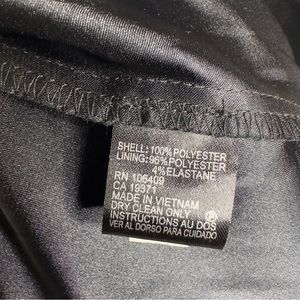 SHELL: 100% POLYESTER
LINING: 96% POLYESTER
4% ELASTANE
RN 106409
CA 19371
MADE IN VIETNAM
DRY CLEAN ONLY
INSTRUCTIONS AU DOS
VER AL DORSO PARA CUIDADO
P